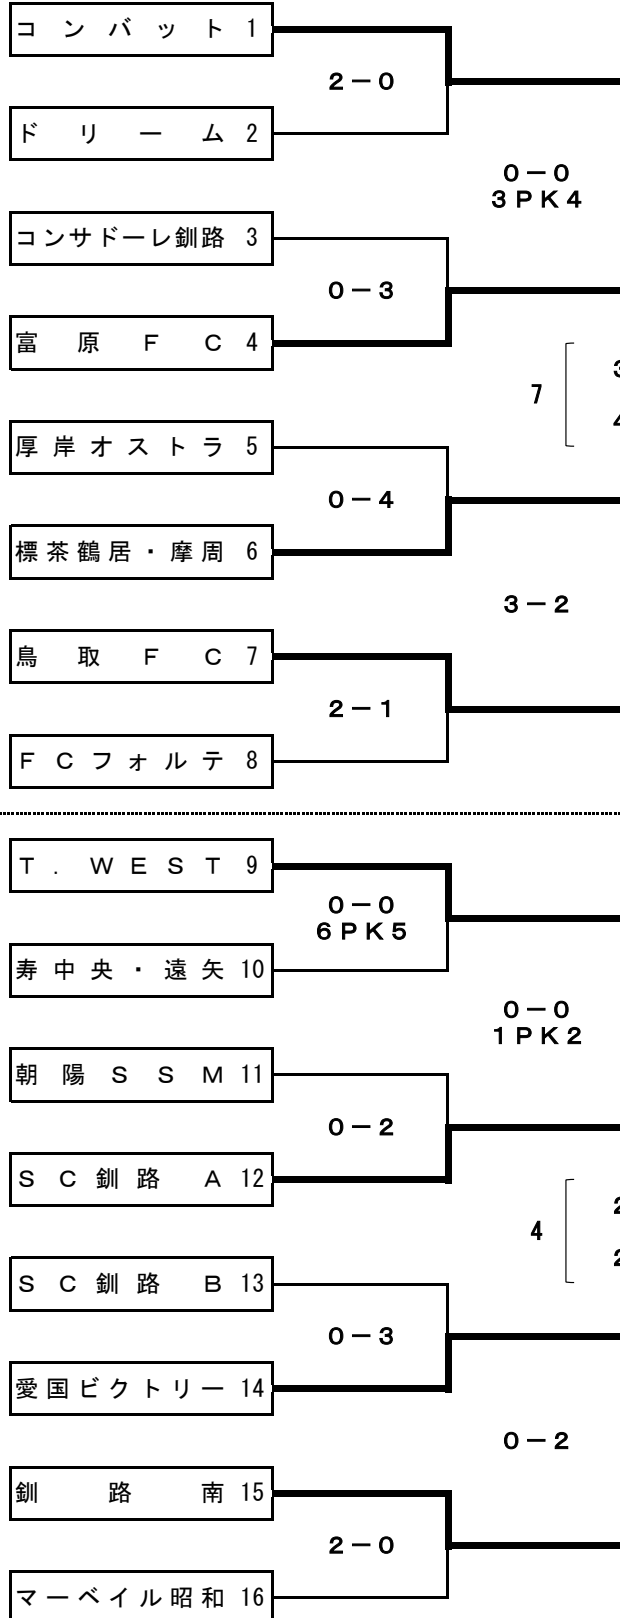 コンバット 1
2－0
ドリーム 2
0－0
3PK4
コンサドーレ釧路 3
0－3
富原FC 4
7
3
4
厚岸オストラ 5
0－4
標茶鶴居・摩周 6
3－2
鳥取FC 7
2－1
FCフォルテ 8
T.WEST 9
0－0
6PK5
寿中央・遠矢 10
0－0
1PK2
朝陽SSM 11
0－2
SC釧路 A 12
4
2
2
SC釧路 B 13
0－3
愛国ビクトリー 14
0－2
釧路南 15
2－0
マーベイル昭和 16